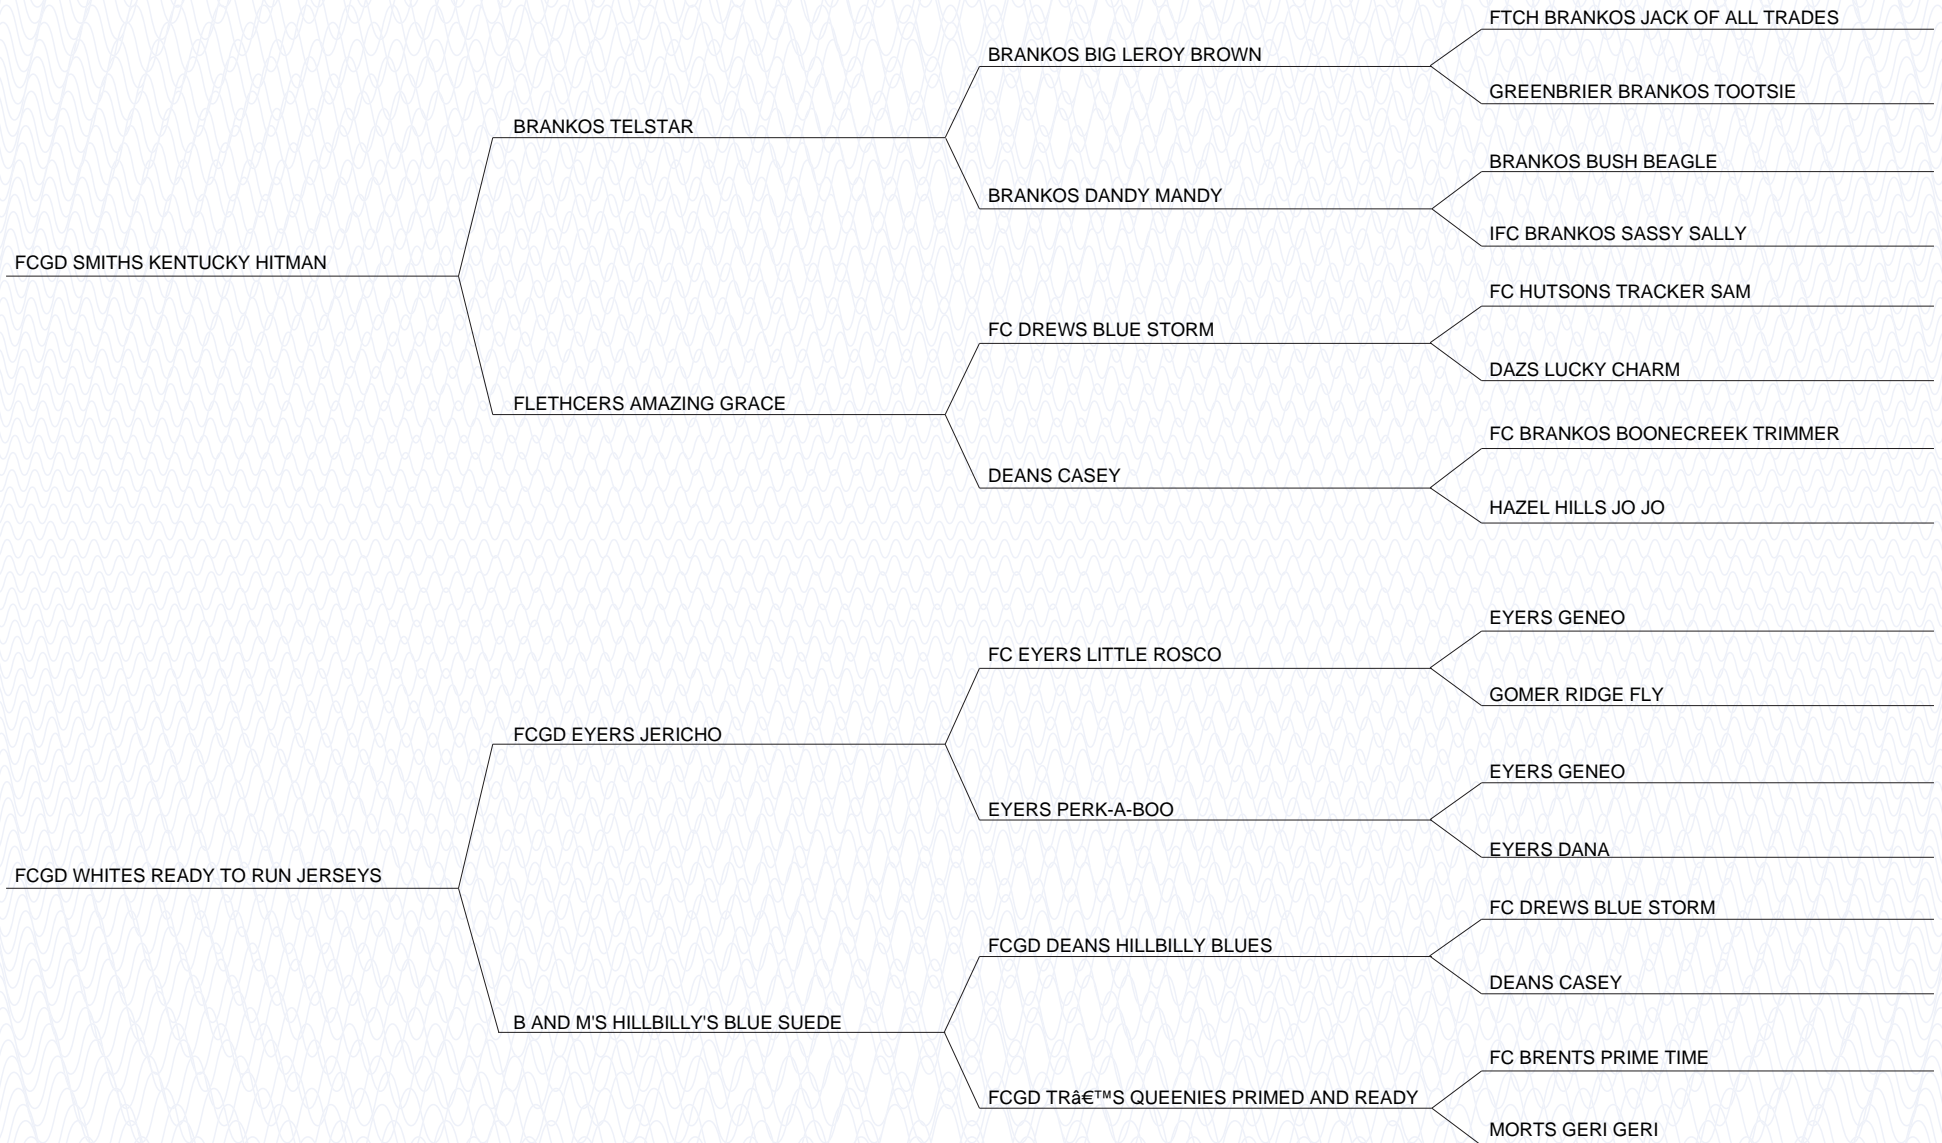 FTCH BRANKOS JACK OF ALL TRADES
BRANKOS BIG LEROY BROWN
GREENBRIER BRANKOS TOOTSIE
BRANKOS TELSTAR
BRANKOS BUSH BEAGLE
BRANKOS DANDY MANDY
IFC BRANKOS SASSY SALLY
FCGD SMITHS KENTUCKY HITMAN
FC HUTSONS TRACKER SAM
FC DREWS BLUE STORM
DAZS LUCKY CHARM
FLETHCERS AMAZING GRACE
FC BRANKOS BOONECREEK TRIMMER
DEANS CASEY
HAZEL HILLS JO JO
EYERS GENEO
FC EYERS LITTLE ROSCO
GOMER RIDGE FLY
FCGD EYERS JERICHO
EYERS GENEO
EYERS PERK-A-BOO
EYERS DANA
FCGD WHITES READY TO RUN JERSEYS
FC DREWS BLUE STORM
FCGD DEANS HILLBILLY BLUES
DEANS CASEY
B AND M'S HILLBILLY'S BLUE SUEDE
FC BRENTS PRIME TIME
FCGD TRâ€™S QUEENIES PRIMED AND READY
MORTS GERI GERI